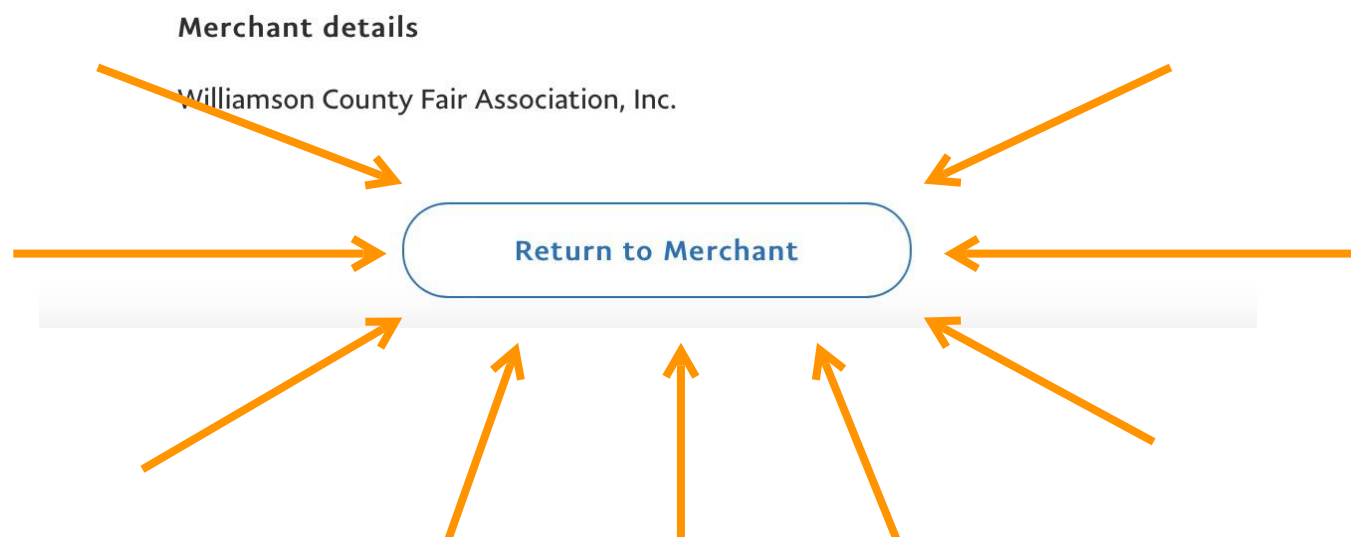 Merchant details
Williamson County Fair Association, Inc.
Return to Merchant